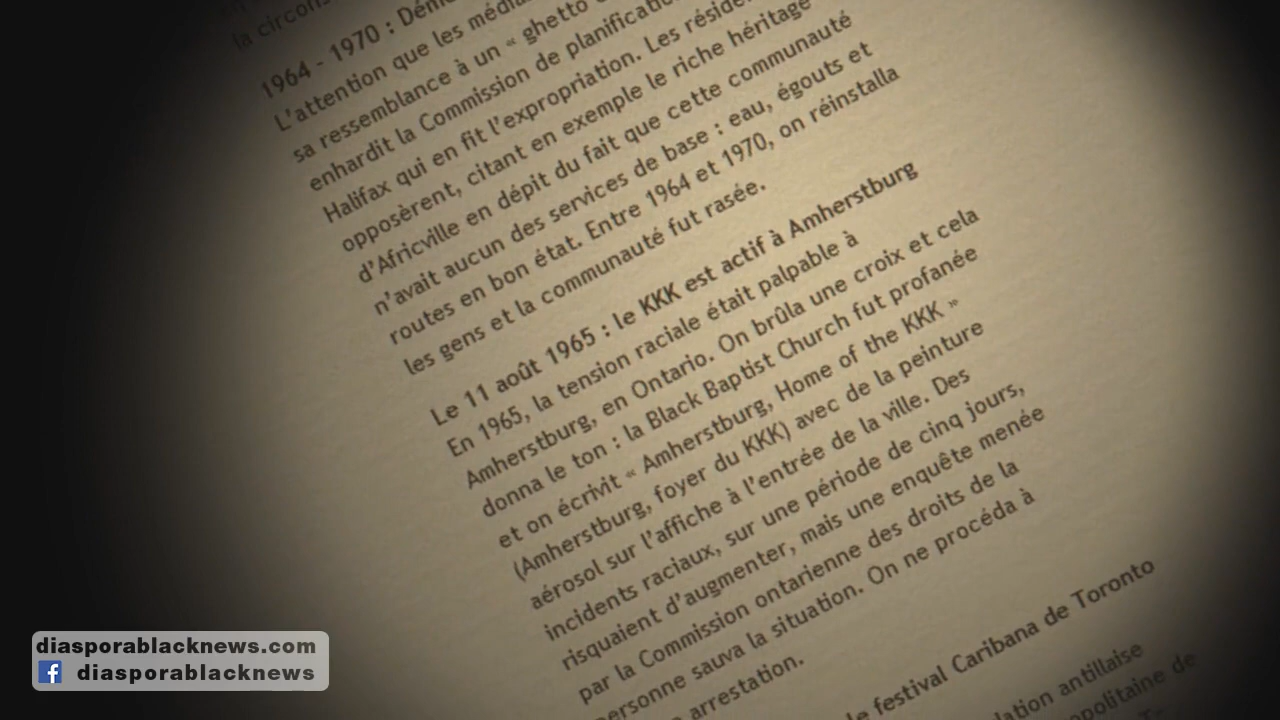 la circons
1964 - 1970 : Dém
L'attention que les média
sa ressemblance à un « ghetto
enhardit la Commission de planificatio
Halifax qui en fit l'expropriation. Les réside
opposèrent, citant en exemple le riche héritage
d'Africville en dépit du fait que cette communauté
n'avait aucun des services de base : eau, égouts et
routes en bon état. Entre 1964 et 1970, on réinstalla
les gens et la communauté fut rasée.
Le 11 août 1965 : le KKK est actif à Amherstburg
En 1965, la tension raciale était palpable à
Amherstburg, en Ontario. On brûla une croix et cela
donna le ton : la Black Baptist Church fut profanée
et on écrivit « Amherstburg, Home of the KKK »
(Amherstburg, foyer du KKK) avec de la peinture
aérosol sur l'affiche à l'entrée de la ville. Des
incidents raciaux, sur une période de cinq jours,
risquaient d'augmenter, mais une enquête menée
par la Commission ontarienne des droits de la
personne sauva la situation. On ne procéda à
arrestation.
le festival Caribana de Toronto
lation antillaise
opolitaine de
diasporablacknews.com
diasporablacknews